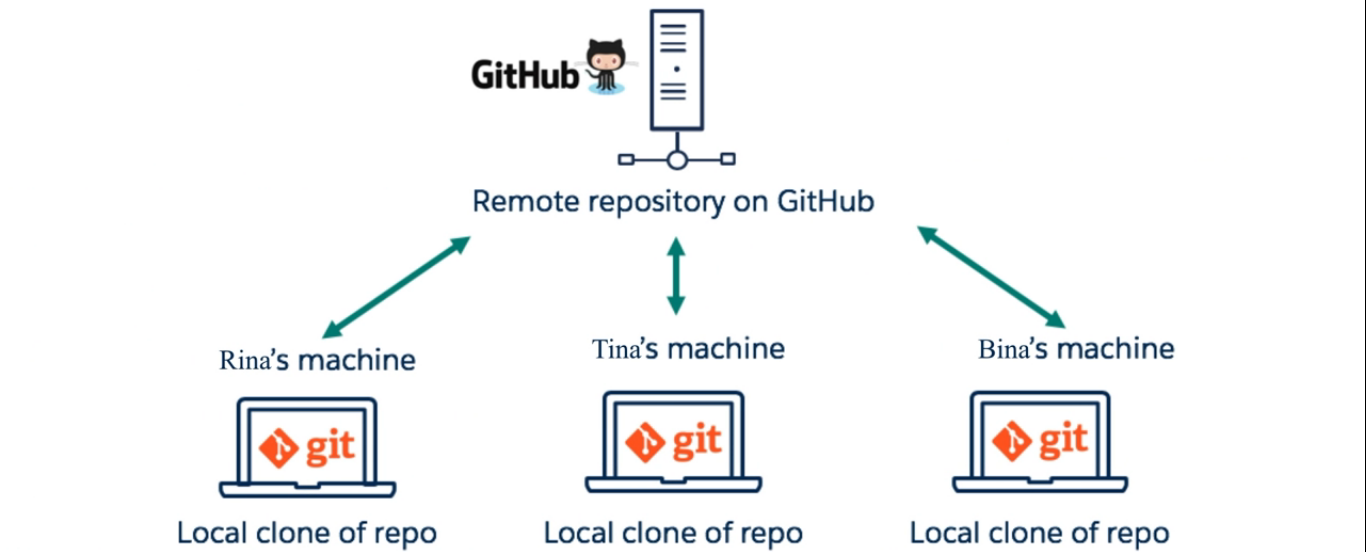 GitHub
Remote repository on GitHub
Rina's machine
Tina's machine
Bina's machine
git
git
git
Local clone of repo
Local clone of repo
Local clone of repo